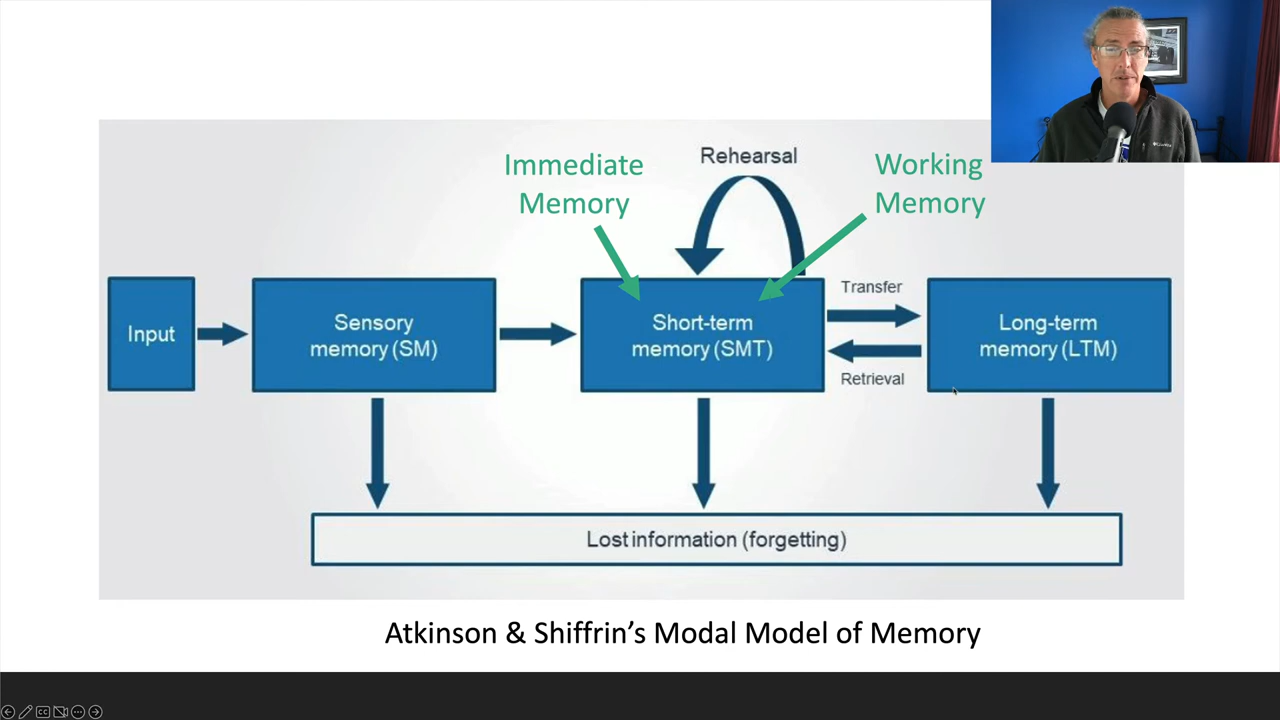 Immediate
Memory
Rehearsal
Working
Memory
Input
Sensory
memory (SM)
Short-term
memory (SMT)
Transfer
Retrieval
Long-term
memory (LTM)
Lost information (forgetting)
Atkinson & Shiffrin’s Modal Model of Memory